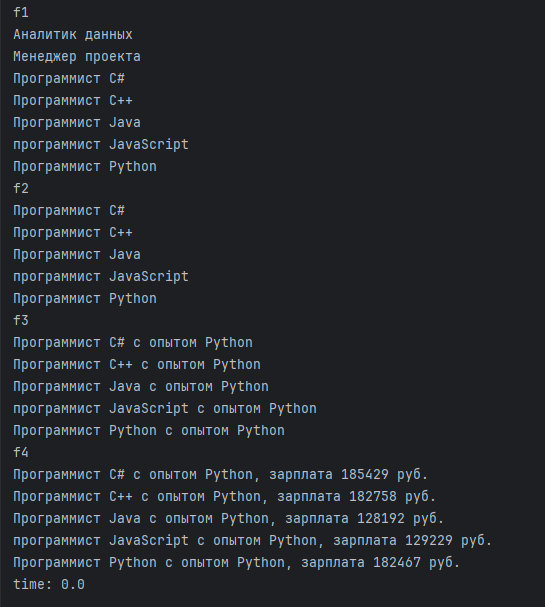 f1
Аналитик данных
Менеджер проекта
Программист C#
Программист C++
Программист Java
программист JavaScript
Программист Python
f2
Программист C#
Программист C++
Программист Java
программист JavaScript
Программист Python
f3
Программист C# с опытом Python
Программист C++ с опытом Python
Программист Java с опытом Python
программист JavaScript с опытом Python
Программист Python с опытом Python
f4
Программист C# с опытом Python, зарплата 185429 руб.
Программист C++ с опытом Python, зарплата 182758 руб.
Программист Java с опытом Python, зарплата 128192 руб.
программист JavaScript с опытом Python, зарплата 129229 руб.
Программист Python с опытом Python, зарплата 182467 руб.
time: 0.0